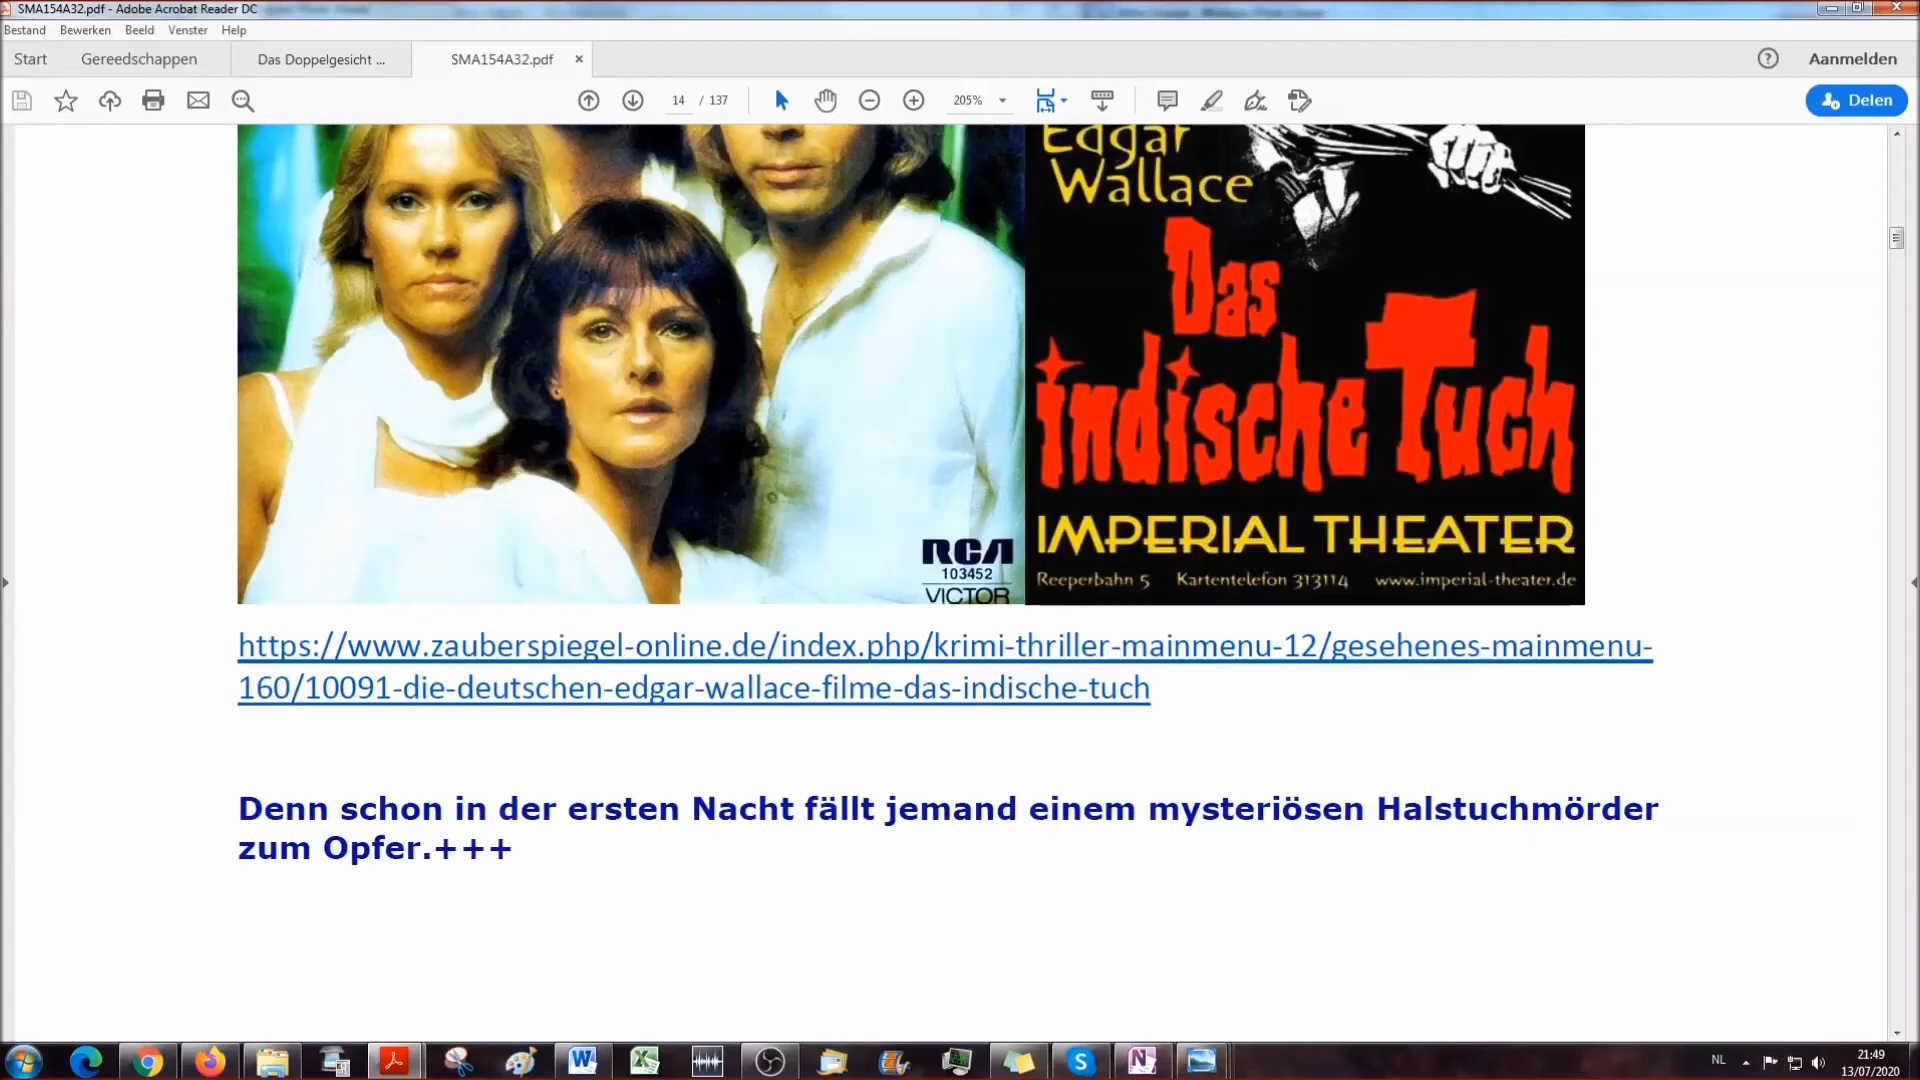 SMA154A32.pdf - Adobe Acrobat Reader DC
Bestand Bewerken Beeld Venster Help
Start Gereedschappen Das Doppelgesicht ... SMA154A32.pdf × ? Aanmelden
14 / 137 205% Delen
Edgar
Wallace
Das
indische Tuch
RCA
103452
VICTOR
IMPERIAL THEATER
Reeperbahn 5 Kartentelefon 313114 www.imperial-theater.de
https://www.zauberspiegel-online.de/index.php/krimi-thriller-mainmenu-12/gesehenes-mainmenu-
160/10091-die-deutschen-edgar-wallace-filme-das-indische-tuch
Denn schon in der ersten Nacht fällt jemand einem mysteriösen Halstuchmörder
zum Opfer.+++
NL 21:49
13/07/2020